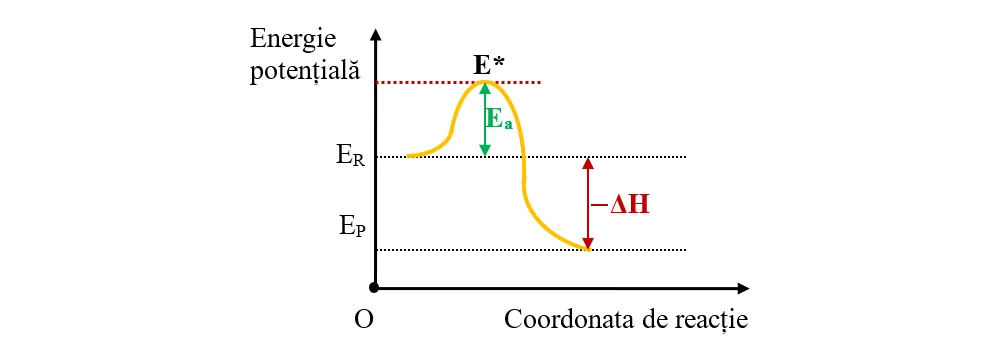 Energie
potențială
E*
Ea
ER
−ΔH
EP
O
Coordonata de reacție